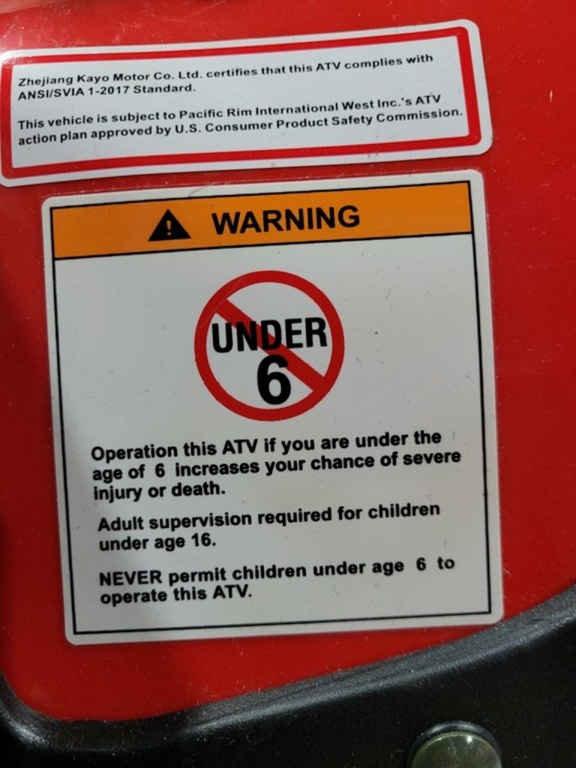 Zhejiang Kayo Motor Co. Ltd. certifies that this ATV complies with
ANSI/SVIA 1-2017 Standard.
This vehicle is subject to Pacific Rim International West Inc.'s ATV
action plan approved by U.S. Consumer Product Safety Commission.
WARNING
UNDER
6
Operation this ATV if you are under the
age of 6 increases your chance of severe
injury or death.
Adult supervision required for children
under age 16.
NEVER permit children under age 6 to
operate this ATV.